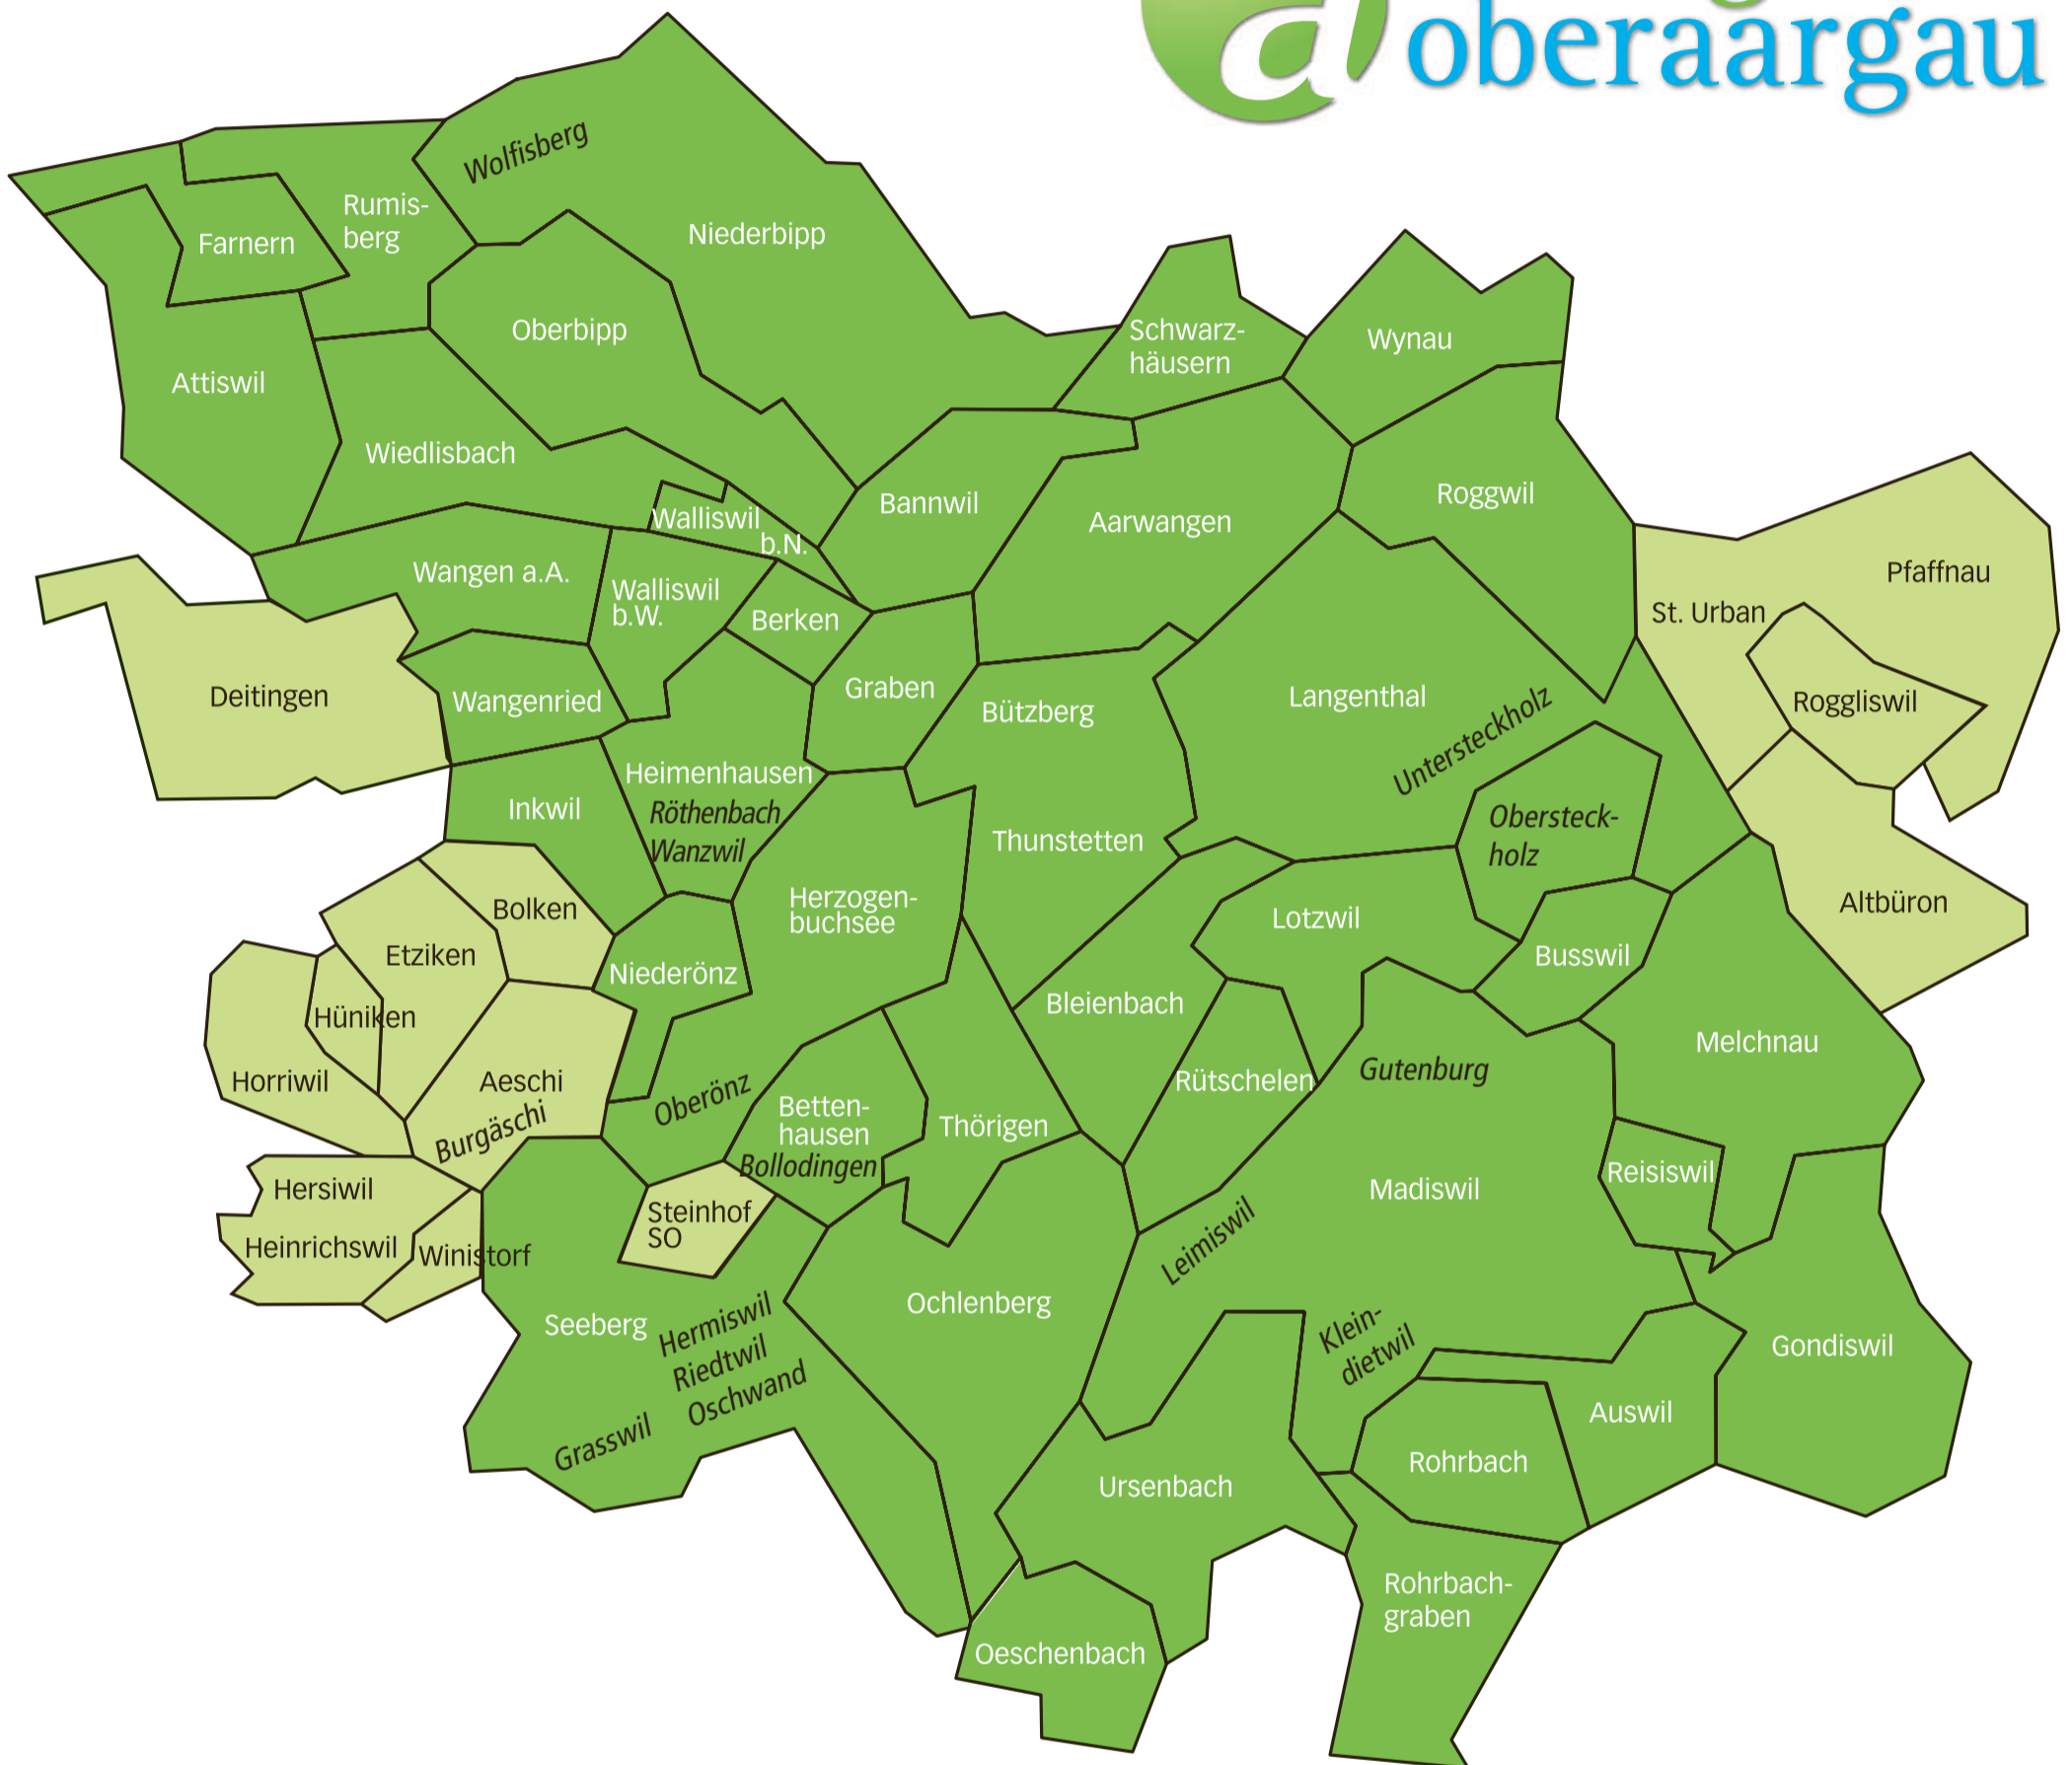 a
oberaargau
Wolfisberg
Rumis-
berg
Farnern
Niederbipp
Oberbipp
Schwarz-
häusern
Wynau
Attiswil
Wiedlisbach
Bannwil
Aarwangen
Roggwil
Walliswil
b.N.
Wangen a.A.
Walliswil
b.W.
Berken
Pfaffnau
St. Urban
Roggliswil
Deitingen
Wangenried
Graben
Bützberg
Langenthal
Untersteckholz
Heimenhausen
Röthenbach
Wanzwil
Inkwil
Thunstetten
Obersteck-
holz
Herzogen-
buchsee
Bolken
Etziken
Niederönz
Lotzwil
Busswil
Altbüron
Hüniken
Bleienbach
Melchnau
Horriwil
Aeschi
Burgäschi
Oberönz
Betten-
hausen
Bollodingen
Thörigen
Rütschelen
Gutenburg
Hersiwil
Heinrichswil
Winistorf
Steinhof
SO
Madiswil
Reisiswil
Leimiswil
Ochlenberg
Seeberg
Hermiswil
Riedtwil
Oschwand
Grasswil
Klein-
dietwil
Gondiswil
Auswil
Rohrbach
Ursenbach
Rohrbach-
graben
Oeschenbach